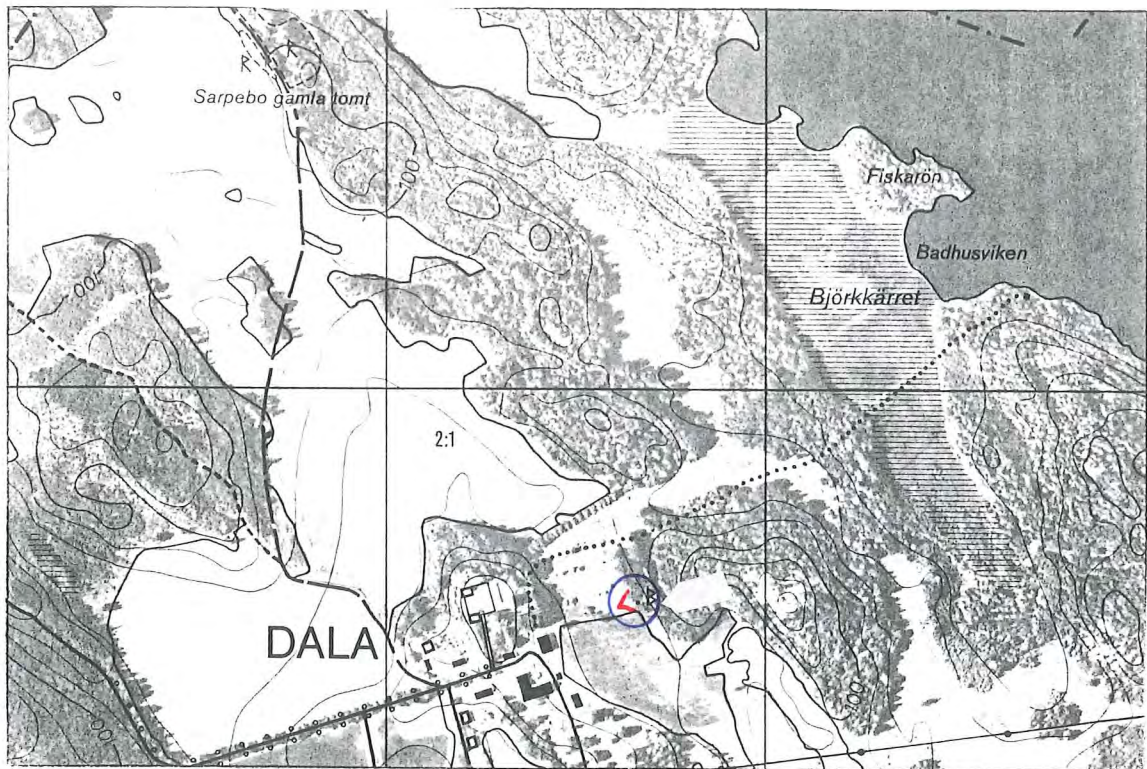 R
Sarpebo gamla tomt
100
Fiskarön
Badhusviken
Björkkärret
100
2:1
DALA
R
100
100